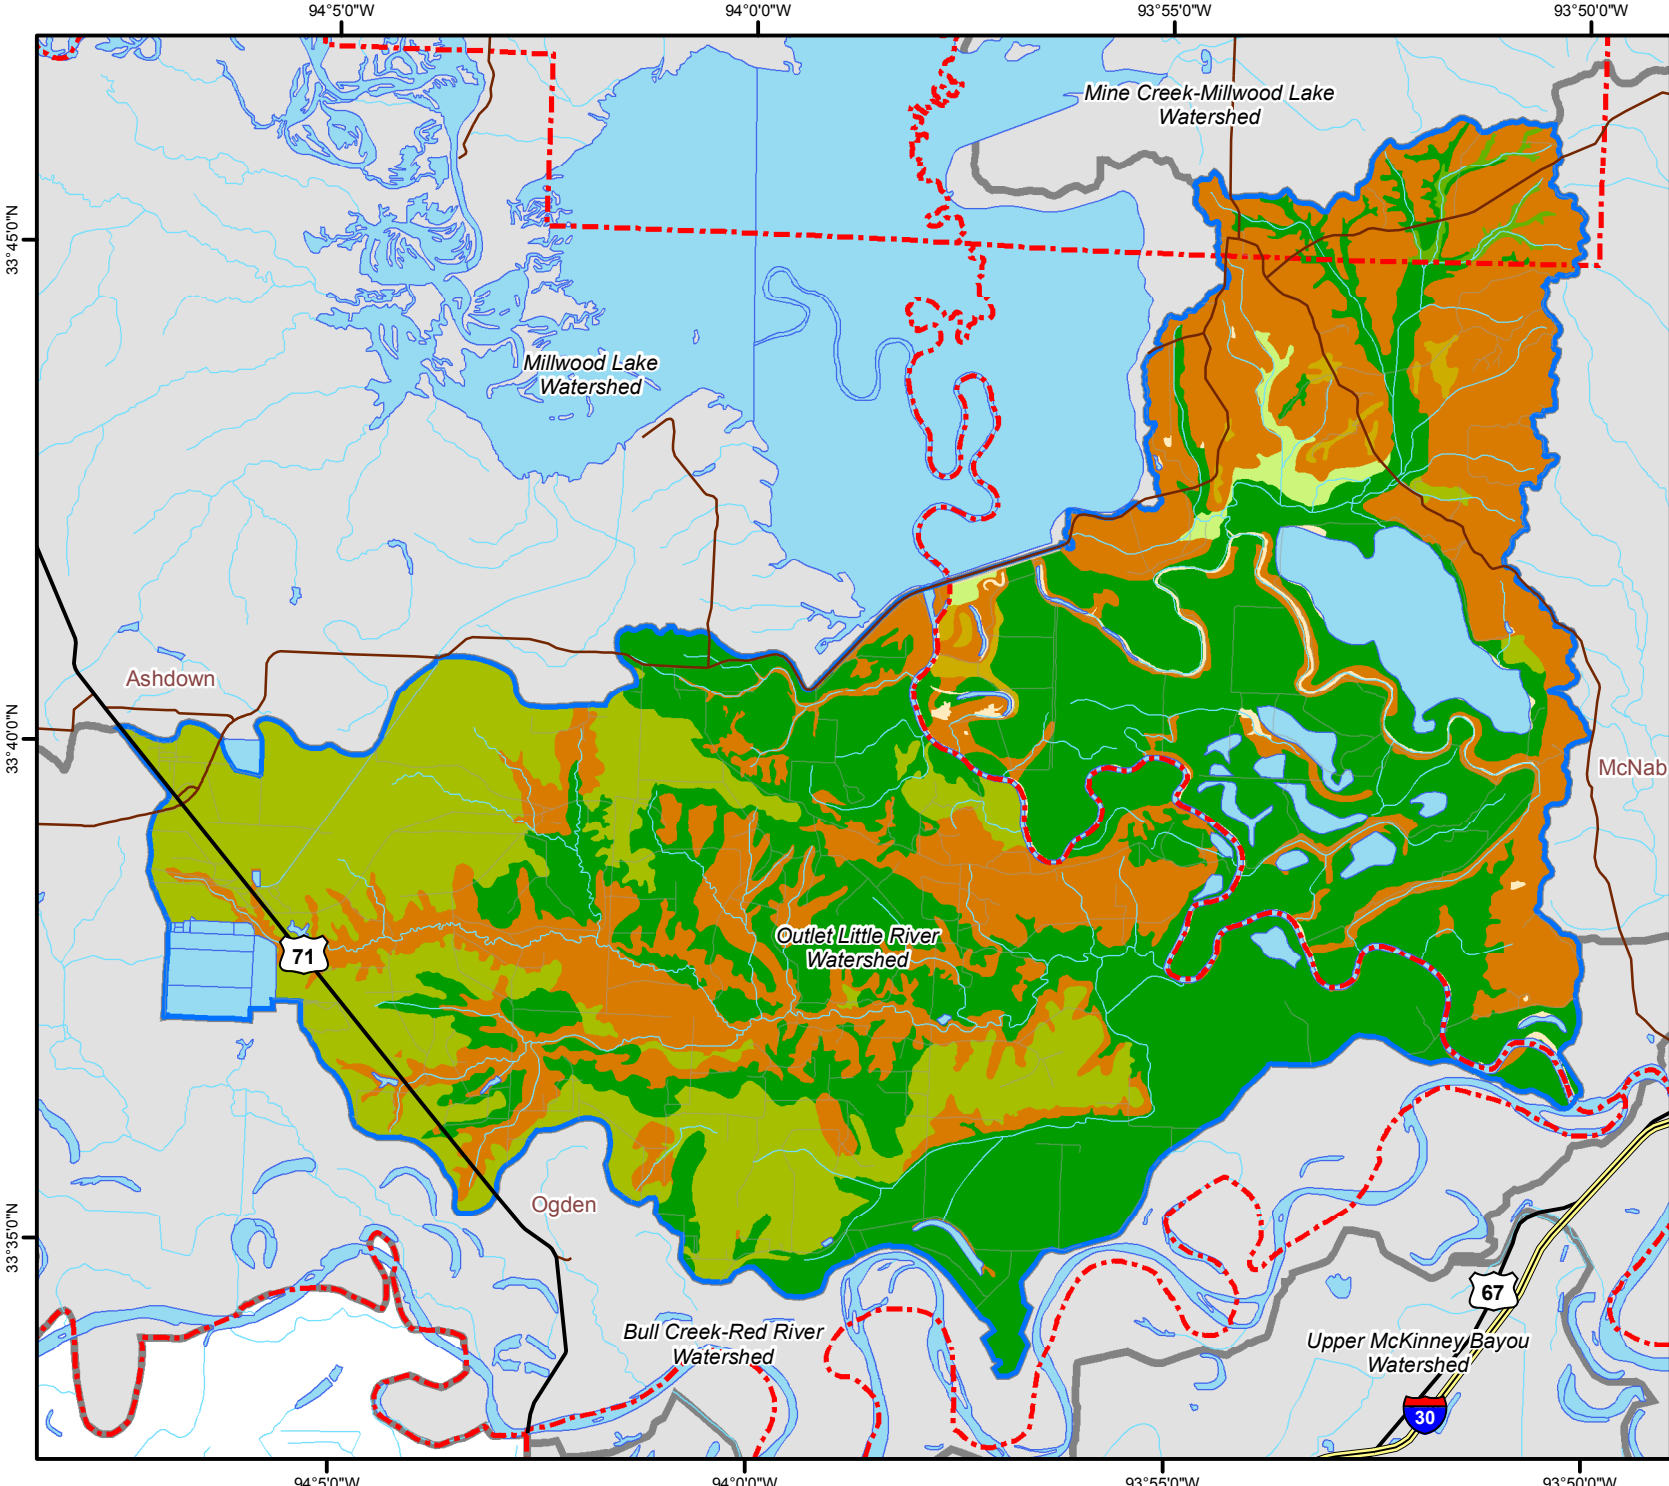 94°5'0"W
94°0'0"W
93°55'0"W
93°50'0"W
Mine Creek-Millwood Lake
Watershed
33°45'0"N
Millwood Lake
Watershed
Ashdown
33°40'0"N
McNab
Outlet Little River
Watershed
71
Ogden
33°35'0"N
67
Bull Creek-Red River
Watershed
Upper McKinney Bayou
Watershed
30
94°5'0"W
94°0'0"W
93°55'0"W
93°50'0"W